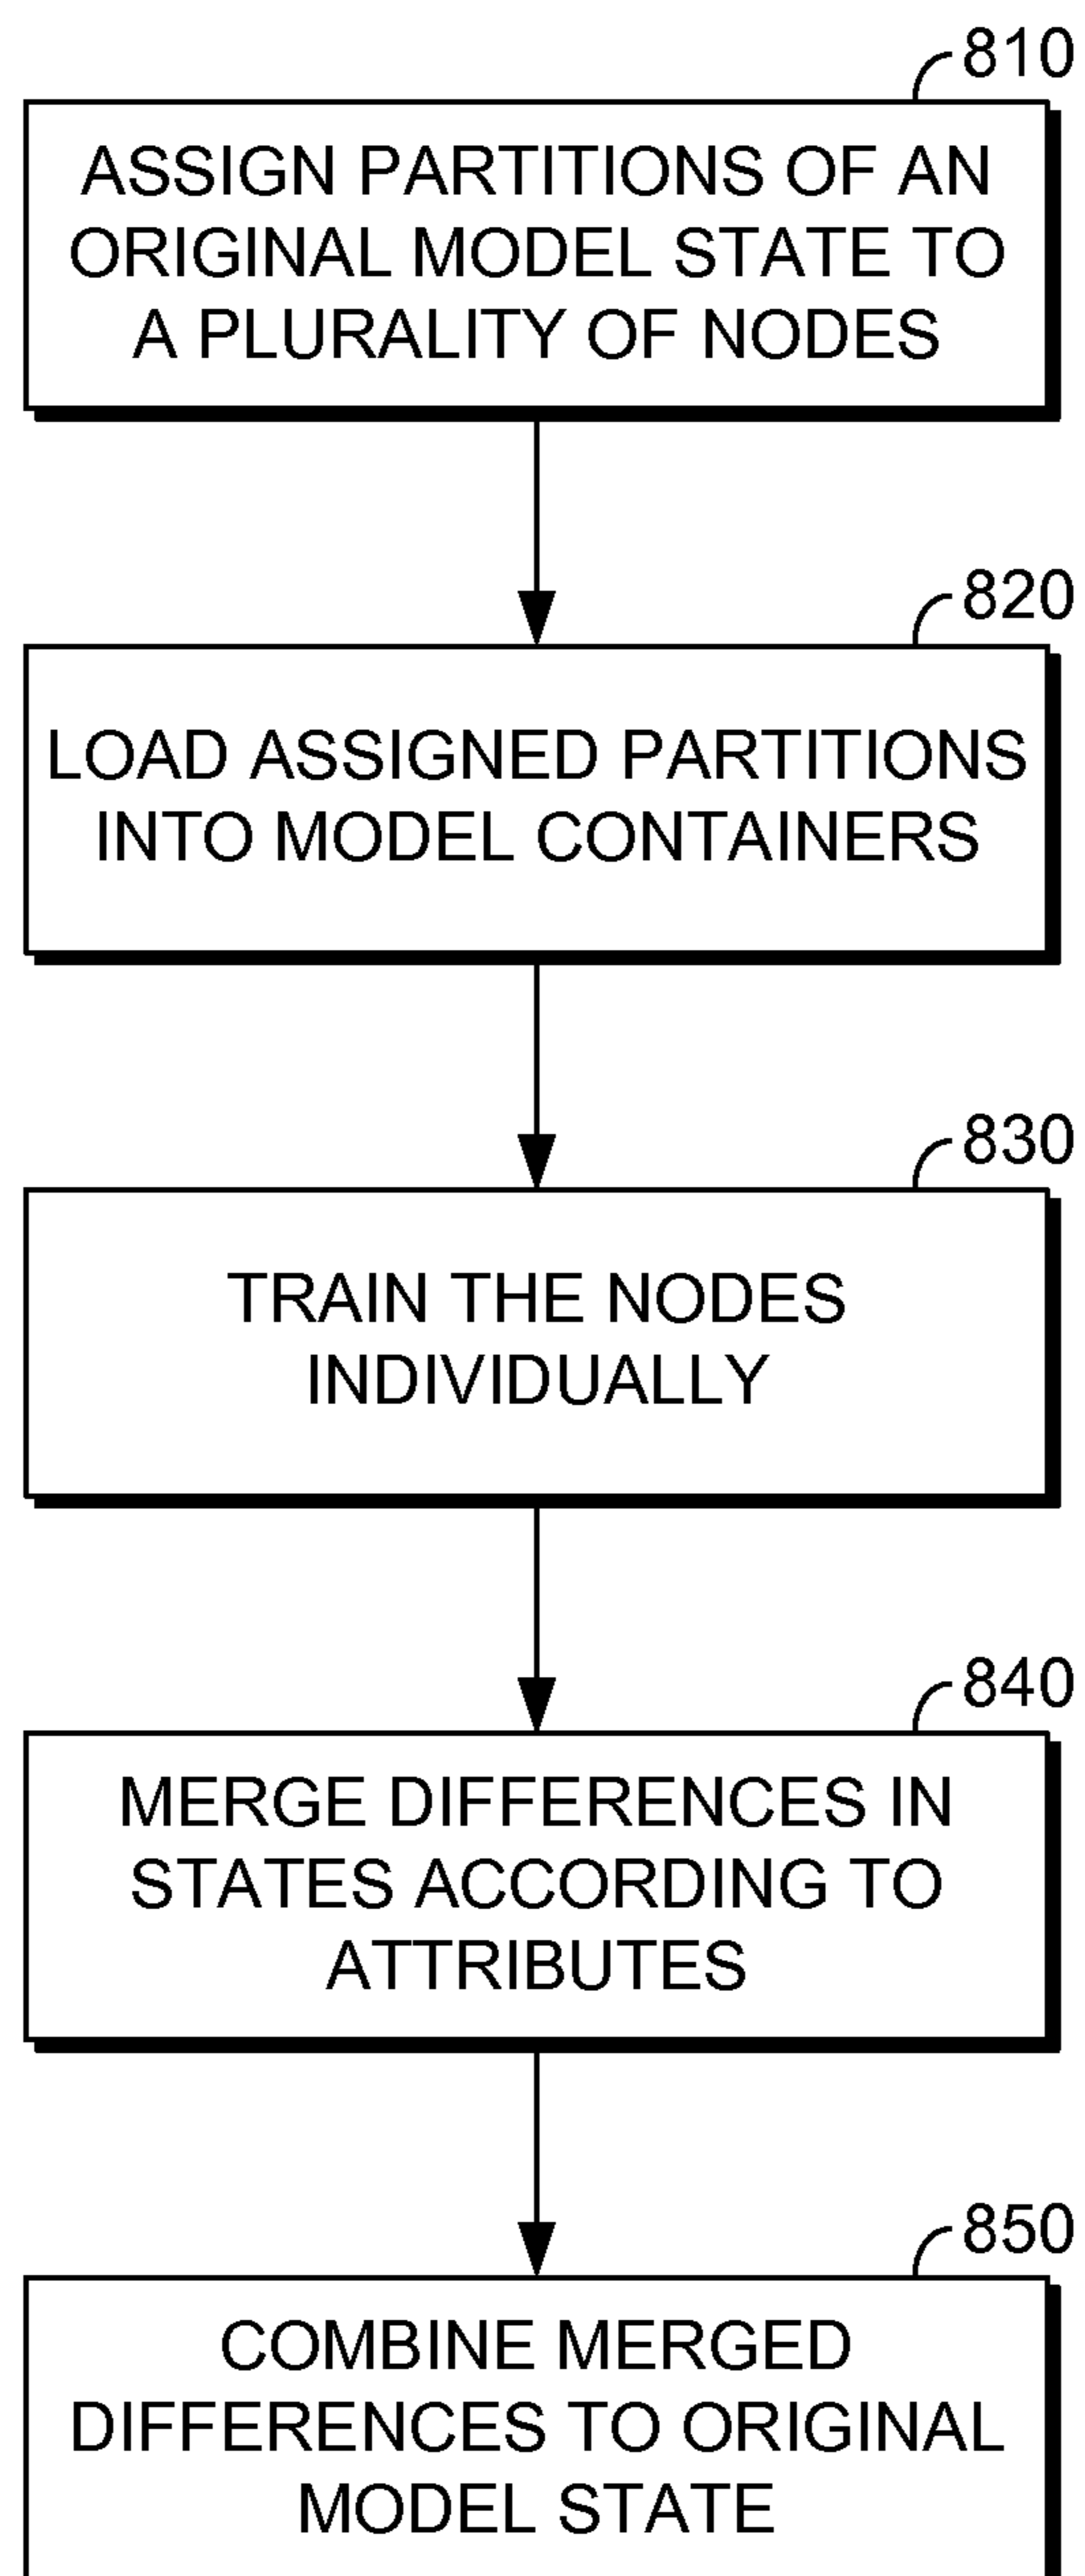 810
ASSIGN PARTITIONS OF AN
ORIGINAL MODEL STATE TO
A PLURALITY OF NODES
820
LOAD ASSIGNED PARTITIONS
INTO MODEL CONTAINERS
830
TRAIN THE NODES
INDIVIDUALLY
840
MERGE DIFFERENCES IN
STATES ACCORDING TO
ATTRIBUTES
850
COMBINE MERGED
DIFFERENCES TO ORIGINAL
MODEL STATE